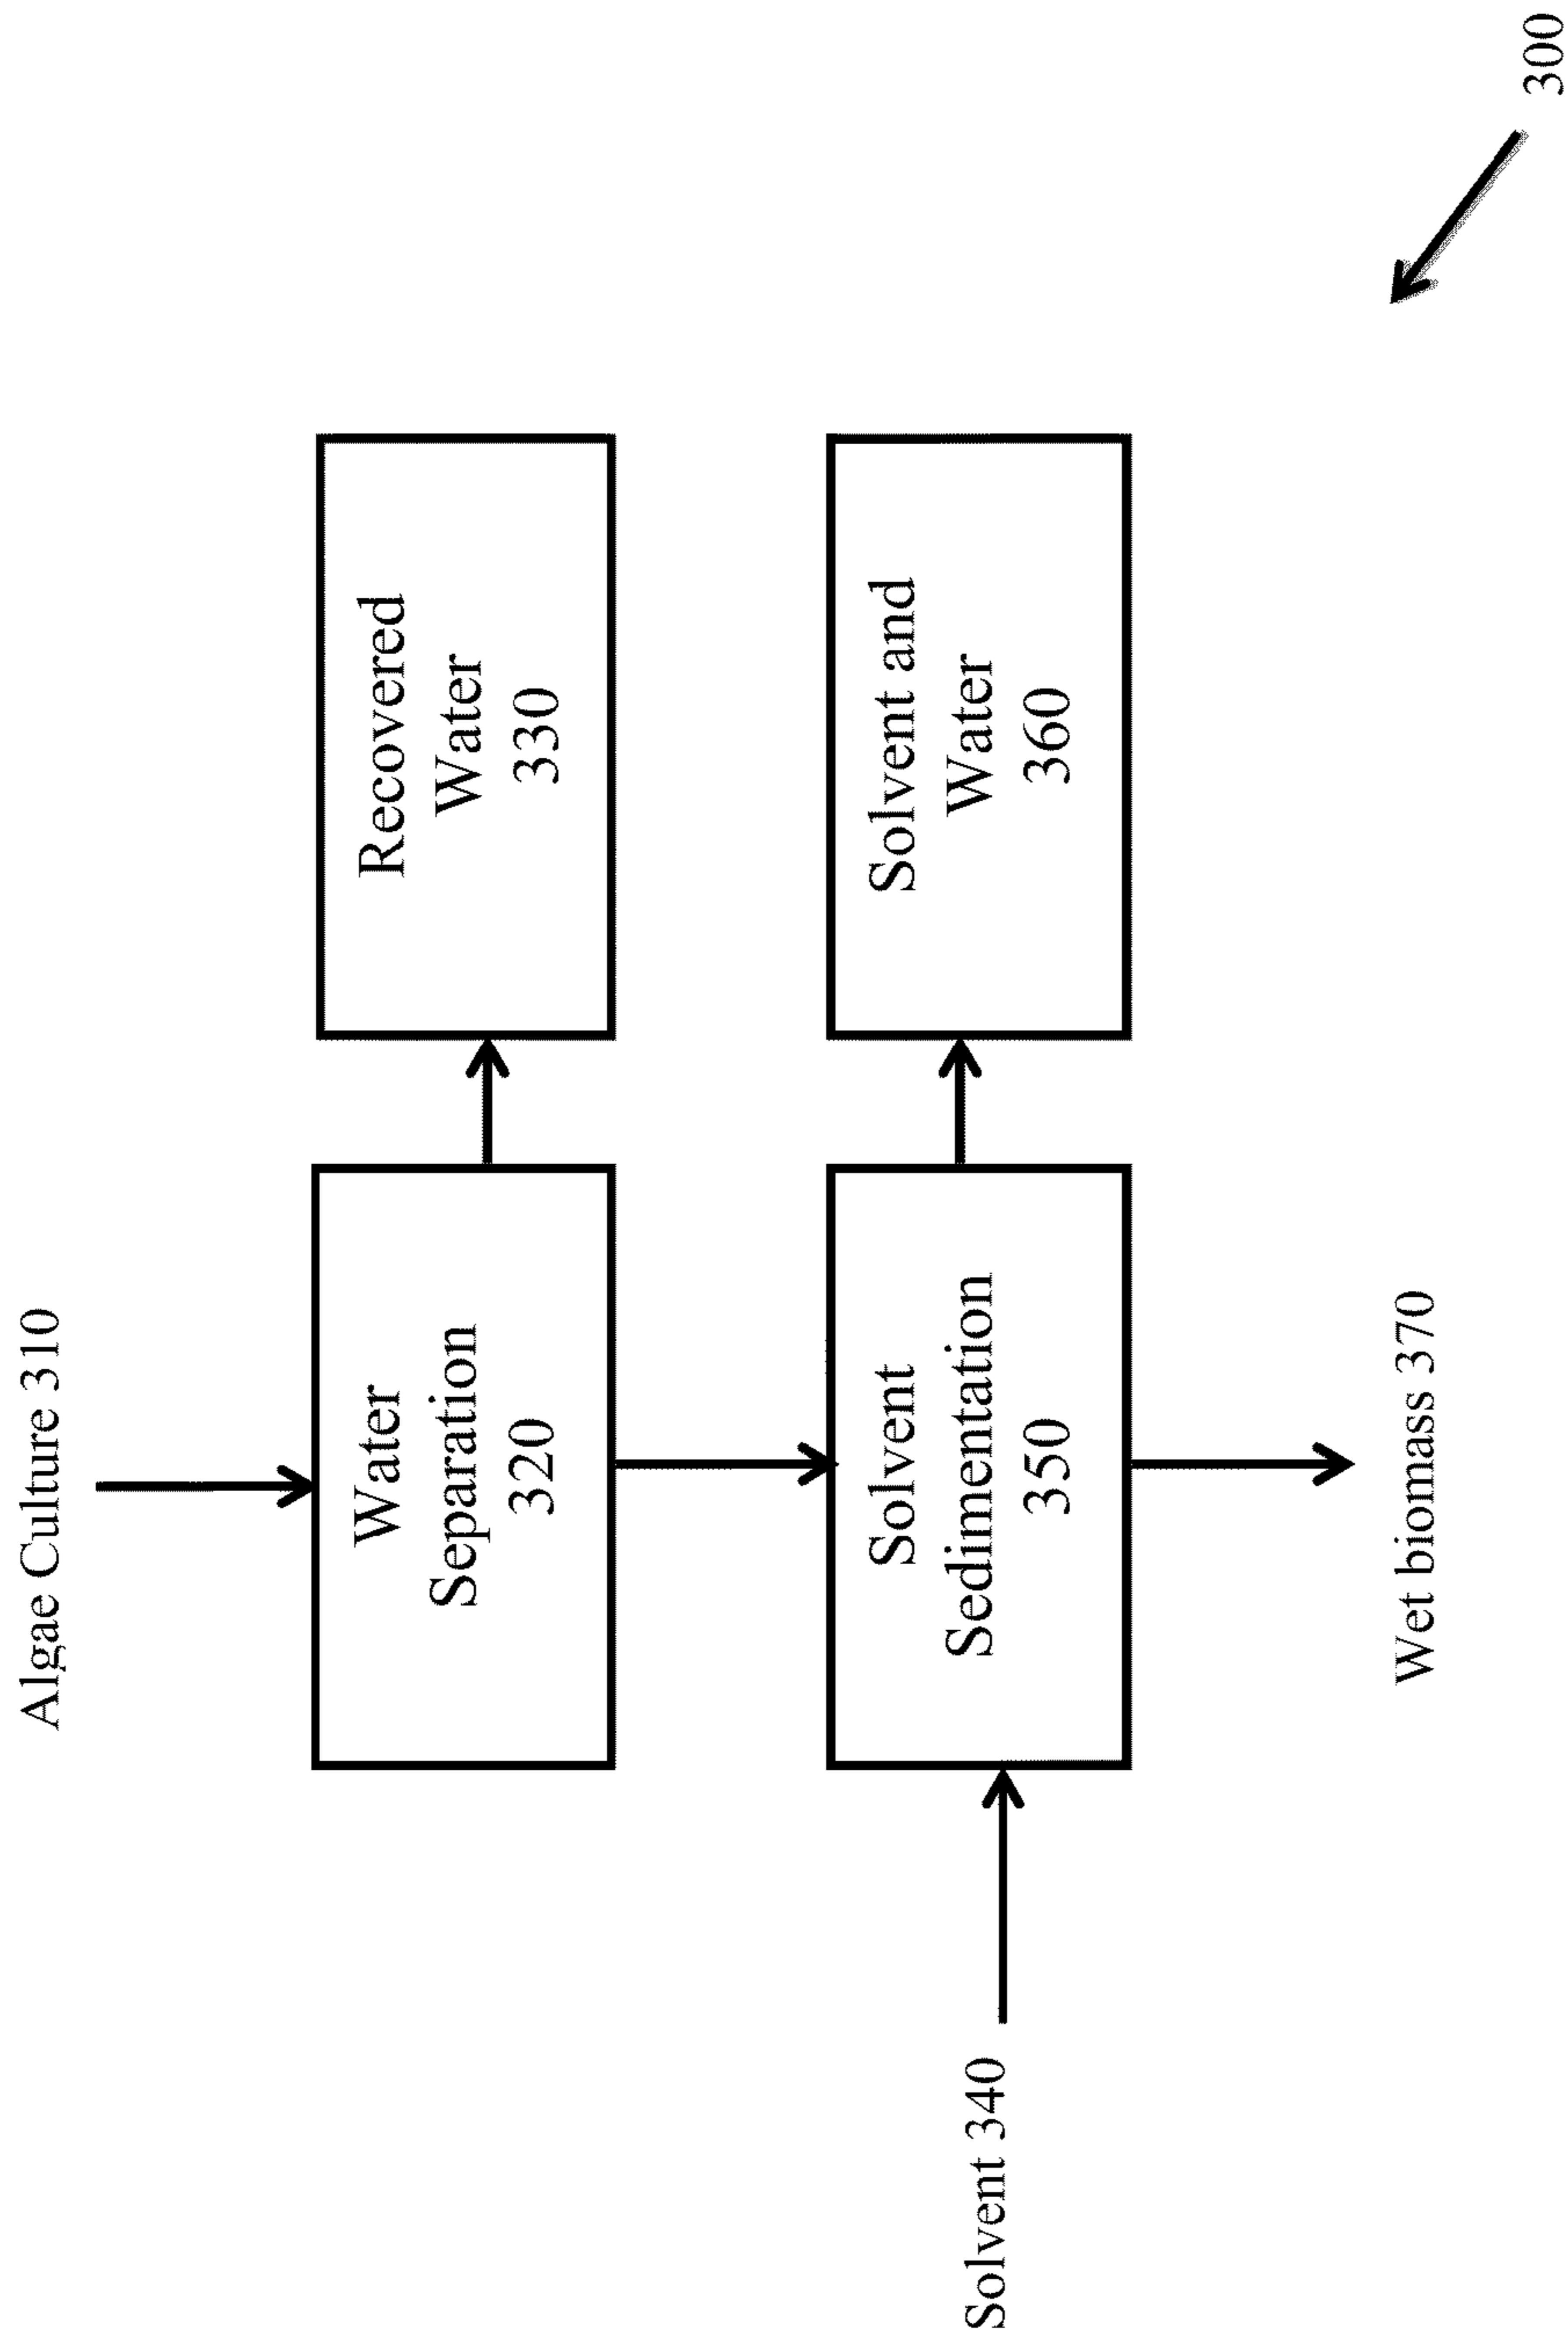 Algae Culture 310
Water
Separation
320
Recovered
Water
330
Solvent 340
Solvent
Sedimentation
350
Solvent and
Water
360
Wet biomass 370
300